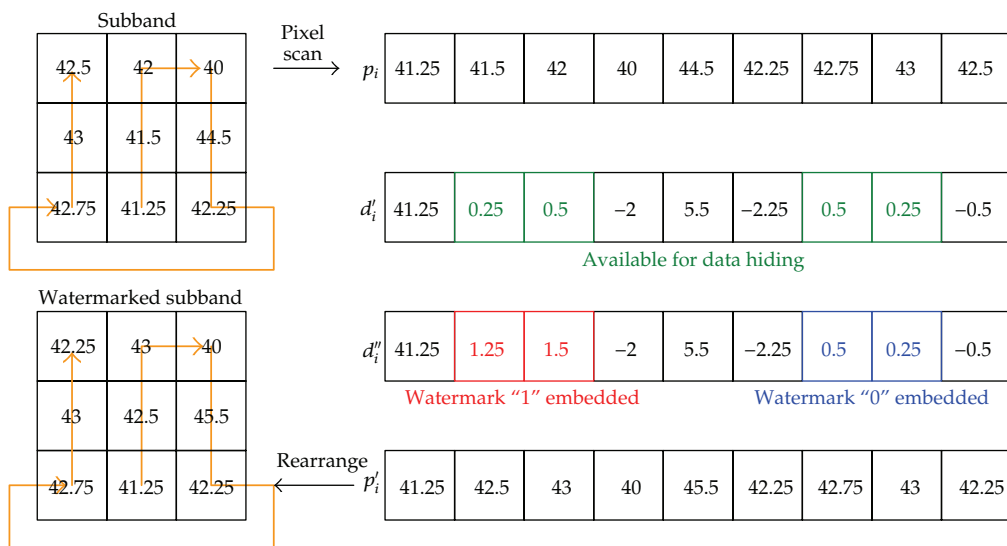 Subband
42.5 42 40
43 41.5 44.5
42.75 41.25 42.25
Pixel scan
p_i 41.25 41.5 42 40 44.5 42.25 42.75 43 42.5
d′_i 41.25 0.25 0.5 −2 5.5 −2.25 0.5 0.25 −0.5
Available for data hiding
Watermarked subband
42.25 43 40
43 42.5 45.5
42.75 41.25 42.25
d″_i 41.25 1.25 1.5 −2 5.5 −2.25 0.5 0.25 −0.5
Watermark “1” embedded
Watermark “0” embedded
Rearrange
p′_i 41.25 42.5 43 40 45.5 42.25 42.75 43 42.25